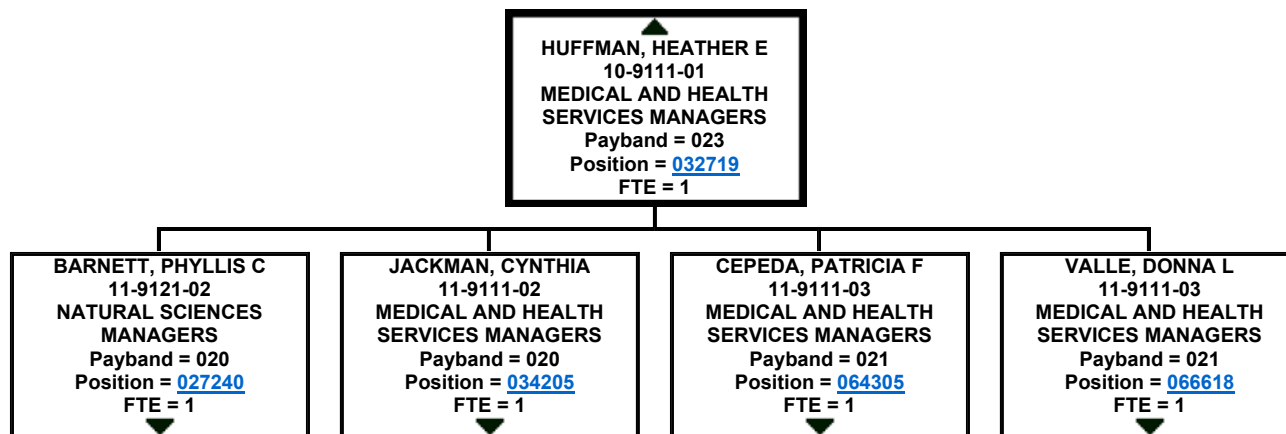 HUFFMAN, HEATHER E
10-9111-01
MEDICAL AND HEALTH
SERVICES MANAGERS
Payband = 023
Position = 032719
FTE = 1
BARNETT, PHYLLIS C
11-9121-02
NATURAL SCIENCES
MANAGERS
Payband = 020
Position = 027240
FTE = 1
JACKMAN, CYNTHIA
11-9111-02
MEDICAL AND HEALTH
SERVICES MANAGERS
Payband = 020
Position = 034205
FTE = 1
CEPEDA, PATRICIA F
11-9111-03
MEDICAL AND HEALTH
SERVICES MANAGERS
Payband = 021
Position = 064305
FTE = 1
VALLE, DONNA L
11-9111-03
MEDICAL AND HEALTH
SERVICES MANAGERS
Payband = 021
Position = 066618
FTE = 1